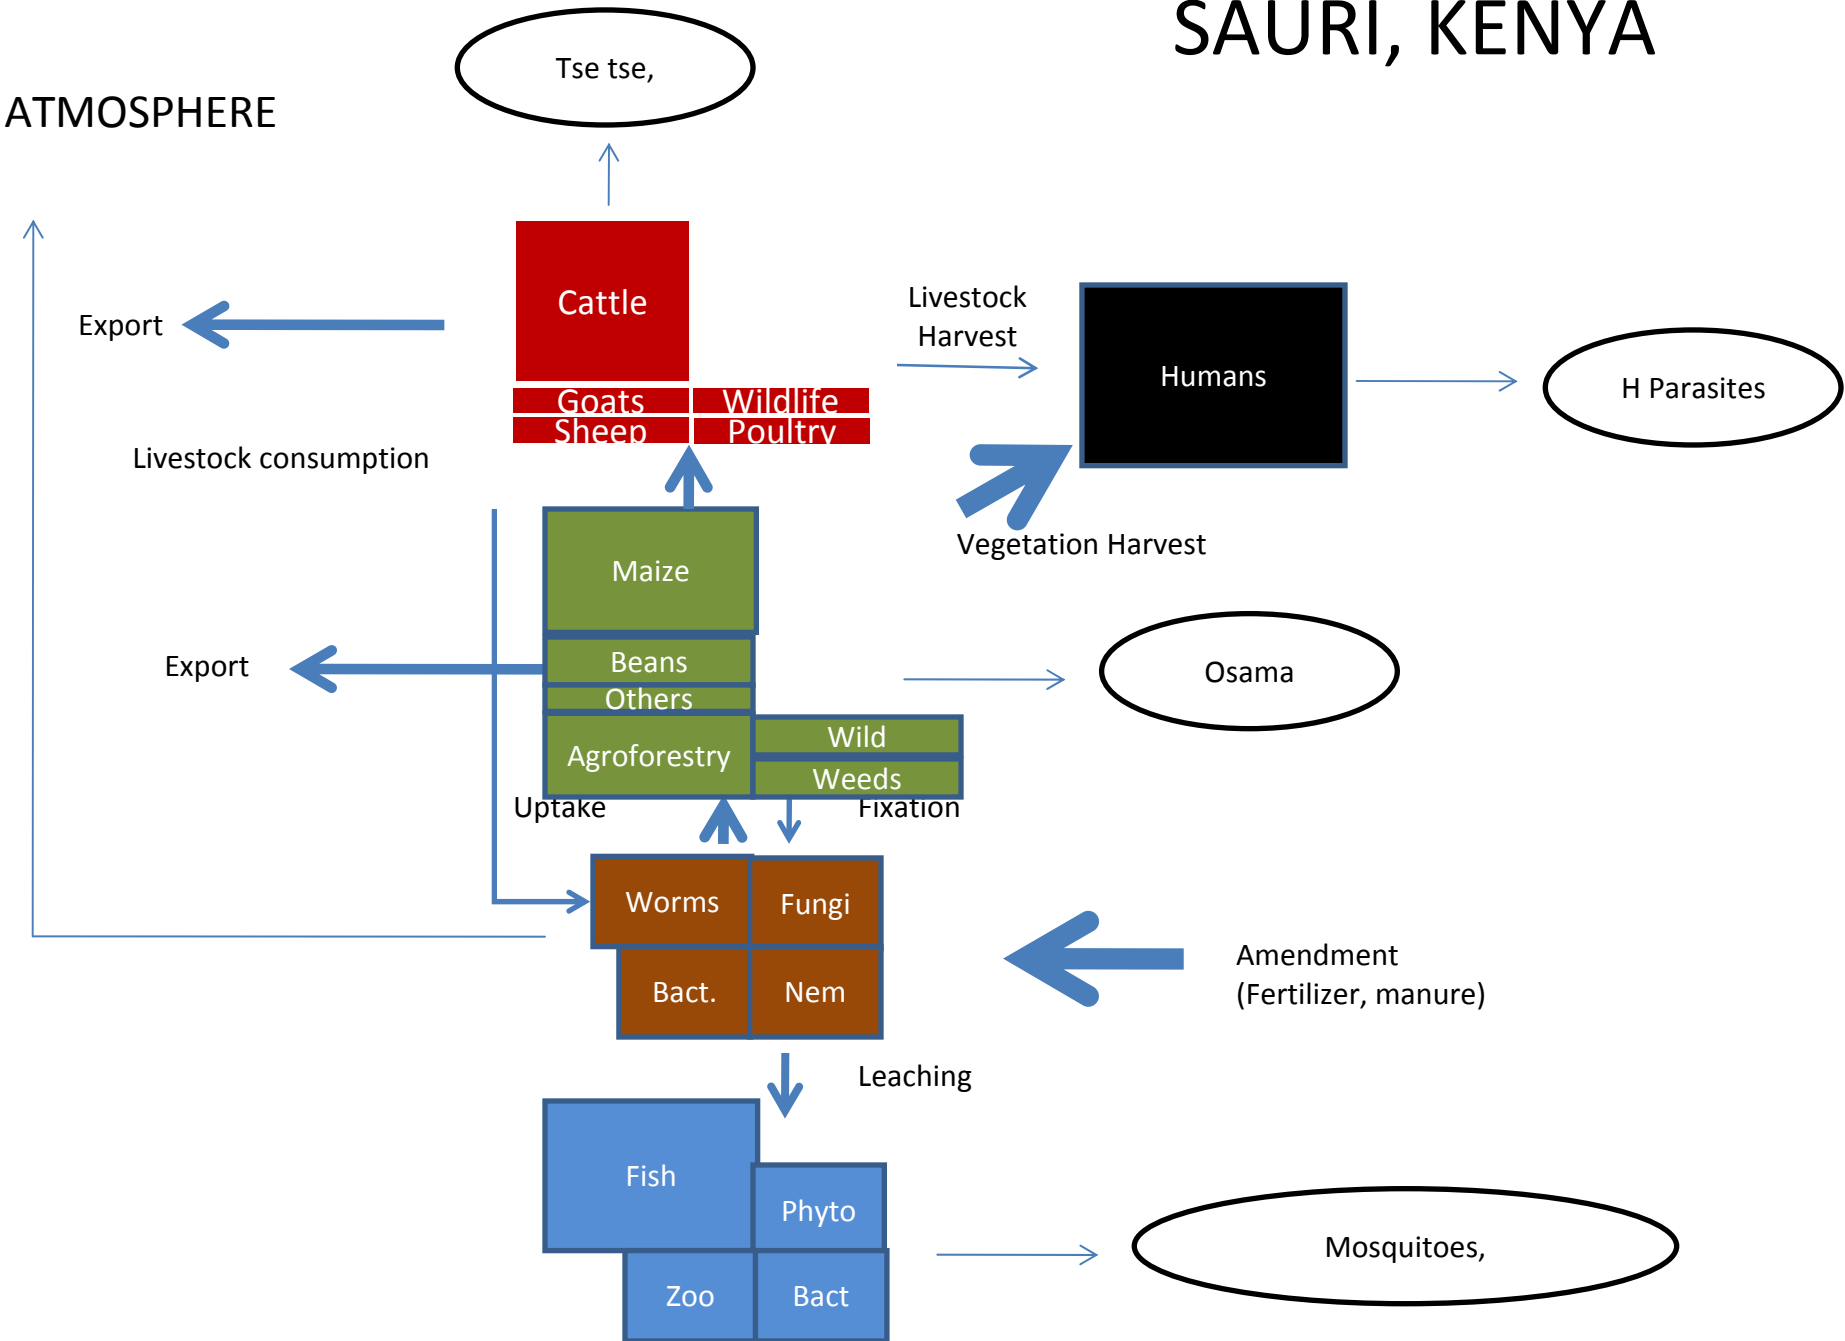 SAURI, KENYA
Tse tse,
ATMOSPHERE
Cattle
Livestock
Harvest
Export
Humans
H Parasites
Goats
Wildlife
Sheep
Poultry
Livestock consumption
Vegetation Harvest
Maize
Beans
Export
Osama
Others
Wild
Agroforestry
Weeds
Uptake
Fixation
Worms
Fungi
Amendment
(Fertilizer, manure)
Bact.
Nem
Leaching
Fish
Phyto
Mosquitoes,
Zoo
Bact